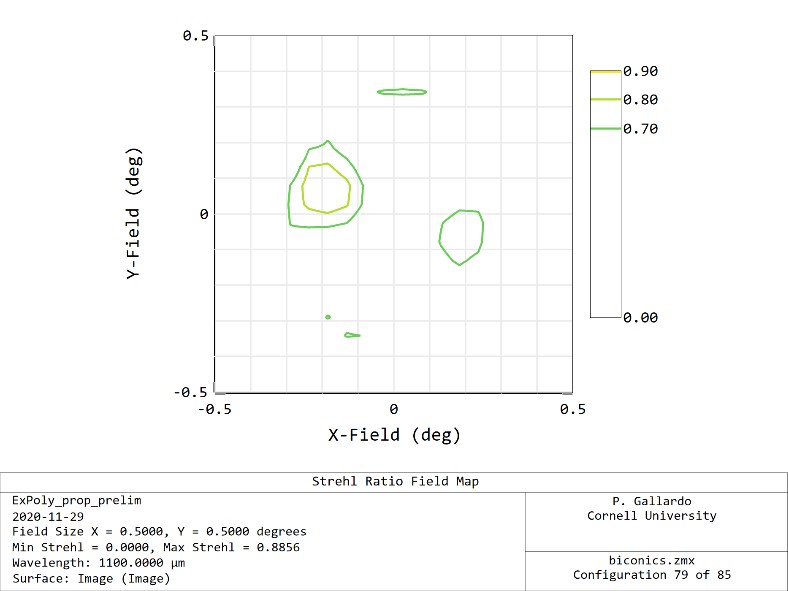 0.5
0
-0.5
Y-Field (deg)
-0.5 0 0.5
X-Field (deg)
0.90
0.80
0.70
0.00
Strehl Ratio Field Map
ExPoly_prop_prelim
2020-11-29
Field Size X = 0.5000, Y = 0.5000 degrees
Min Strehl = 0.0000, Max Strehl = 0.8856
Wavelength: 1100.0000 µm
Surface: Image (Image)
P. Gallardo
Cornell University
biconics.zmx
Configuration 79 of 85